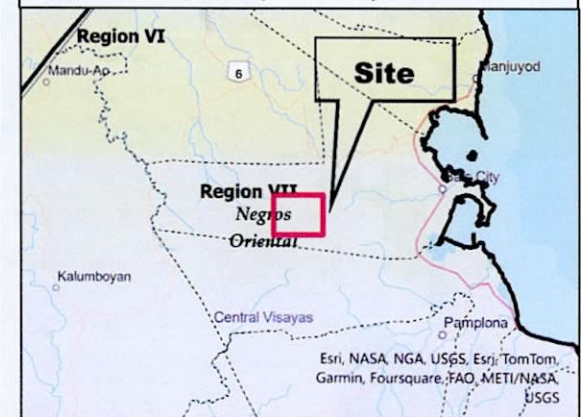 Region VI
Mandu-Ao
6
Site
Manjuyod
Bais City
Region VII
Negros
Oriental
Kalumboyan
Central Visayas
Pamplona
Esri, NASA, NGA, USGS, Esri, TomTom,
Garmin, Foursquare, FAO, METI/NASA,
USGS